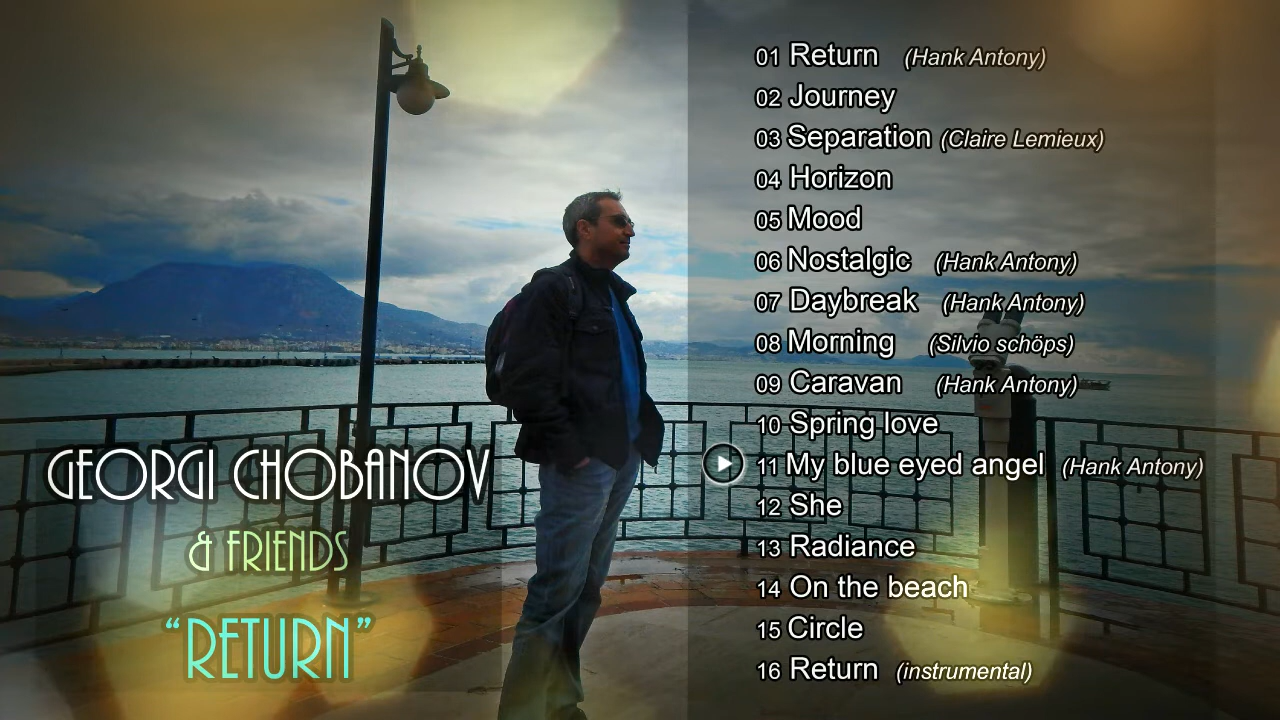 GEORGI CHOBANOV
& FRIENDS
“RETURN”
01 Return (Hank Antony)
02 Journey
03 Separation (Claire Lemieux)
04 Horizon
05 Mood
06 Nostalgic (Hank Antony)
07 Daybreak (Hank Antony)
08 Morning (Silvio schöps)
09 Caravan (Hank Antony)
10 Spring love
11 My blue eyed angel (Hank Antony)
12 She
13 Radiance
14 On the beach
15 Circle
16 Return (instrumental)